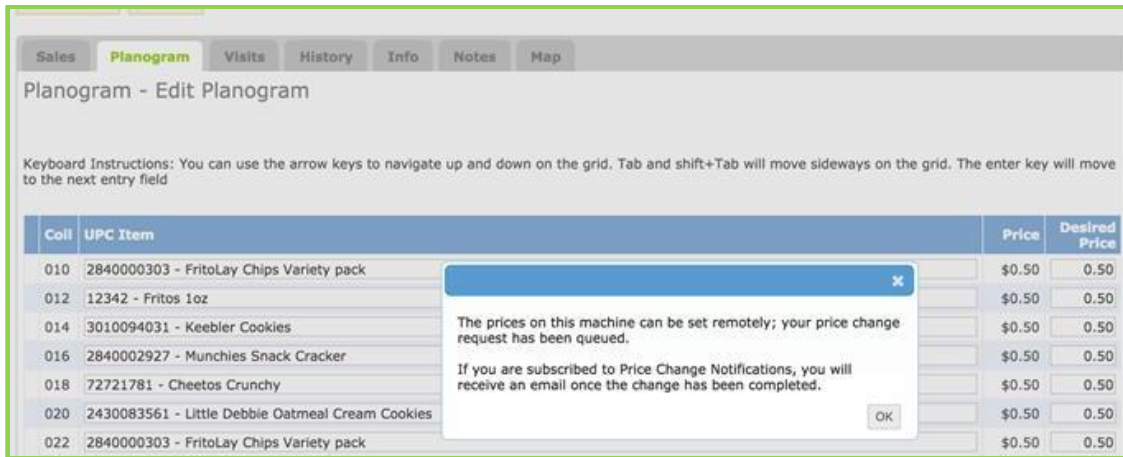 Sales Planogram Visits History Info Notes Map
Planogram - Edit Planogram
Keyboard Instructions: You can use the arrow keys to navigate up and down on the grid. Tab and shift+Tab will move sideways on the grid. The enter key will move
to the next entry field
Coil UPC Item Price Desired
Price
010 2840000303 - FritoLay Chips Variety pack $0.50 0.50
012 12342 - Fritos 1oz $0.50 0.50
014 3010094031 - Keebler Cookies $0.50 0.50
016 2840002927 - Munchies Snack Cracker $0.50 0.50
018 72721781 - Cheetos Crunchy $0.50 0.50
020 2430083561 - Little Debbie Oatmeal Cream Cookies $0.50 0.50
022 2840000303 - FritoLay Chips Variety pack $0.50 0.50
The prices on this machine can be set remotely; your price change
request has been queued.
If you are subscribed to Price Change Notifications, you will
receive an email once the change has been completed.
OK